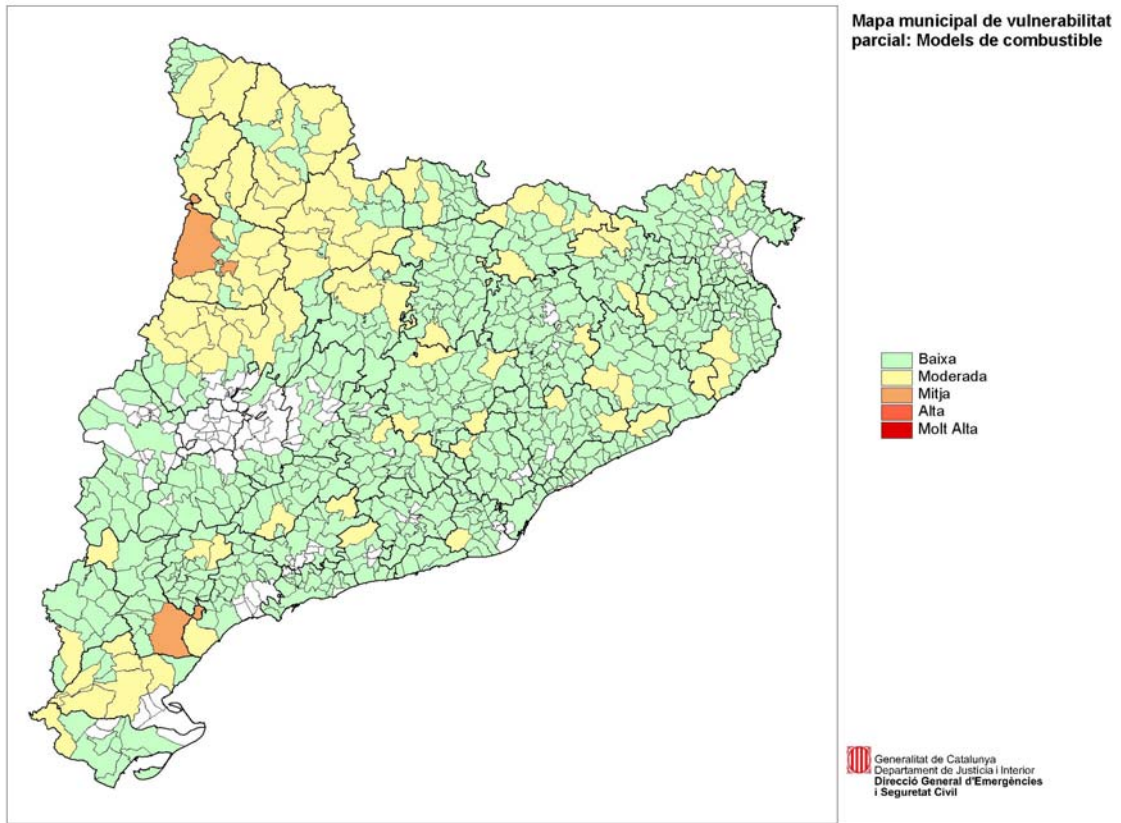 Mapa municipal de vulnerabilitat
parcial: Models de combustible
Baixa
Moderada
Mitja
Alta
Molt Alta
Generalitat de Catalunya
Departament de Justícia i Interior
Direcció General d'Emergències
i Seguretat Civil